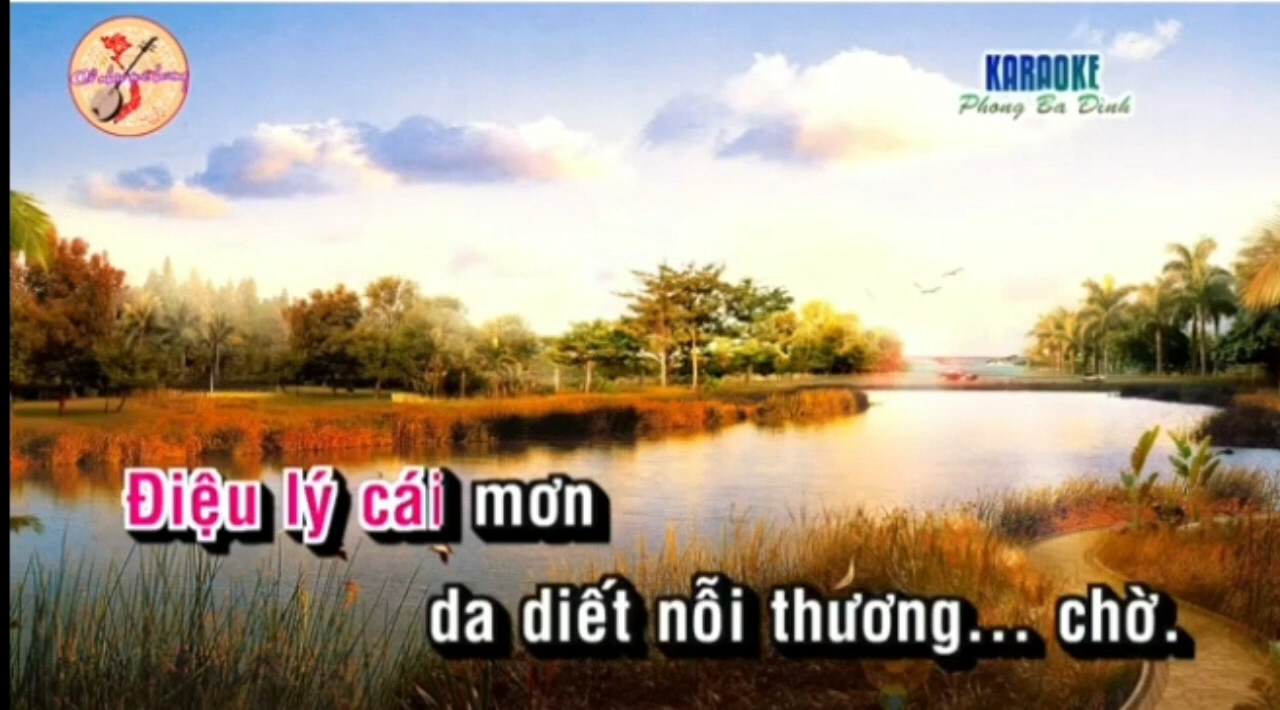 KARAOKE
Phong Ba Dinh
Điệu lý cái mơn
da diết nỗi thương... chờ.